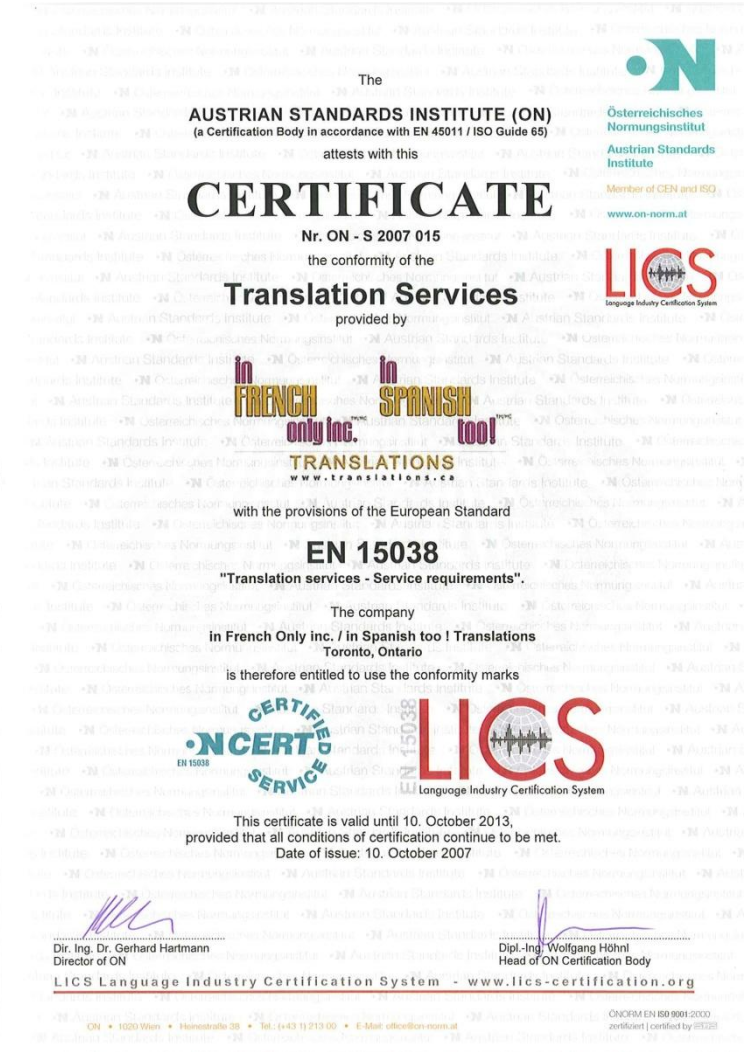 The
AUSTRIAN STANDARDS INSTITUTE (ON)
(a Certification Body in accordance with EN 45011 / ISO Guide 65)
attests with this
CERTIFICATE
Nr. ON - S 2007 015
the conformity of the
Translation Services
provided by
in FRENCH only inc.™/MC in SPANISH too!™/MC
TRANSLATIONS
www.translations.ca
with the provisions of the European Standard
EN 15038
"Translation services - Service requirements".
The company
in French Only inc. / in Spanish too ! Translations
Toronto, Ontario
is therefore entitled to use the conformity marks
CERTIFIED
ON CERT
EN 15038
SERVICE
EN 15038
LICS
Language Industry Certification System
This certificate is valid until 10. October 2013,
provided that all conditions of certification continue to be met.
Date of issue: 10. October 2007
Dir. Ing. Dr. Gerhard Hartmann
Director of ON
Dipl.-Ing. Wolfgang Höhnl
Head of ON Certification Body
LICS Language Industry Certification System - www.lics-certification.org
ON • 1020 Wien • Heinestraße 38 • Tel.: (+43 1) 213 00 • E-Mail: office@on-norm.at
ÖNORM EN ISO 9001:2000
zertifiziert | certified by
ON
Österreichisches
Normungsinstitut
Austrian Standards
Institute
Member of CEN and ISO
www.on-norm.at
LICS
Language Industry Certification System